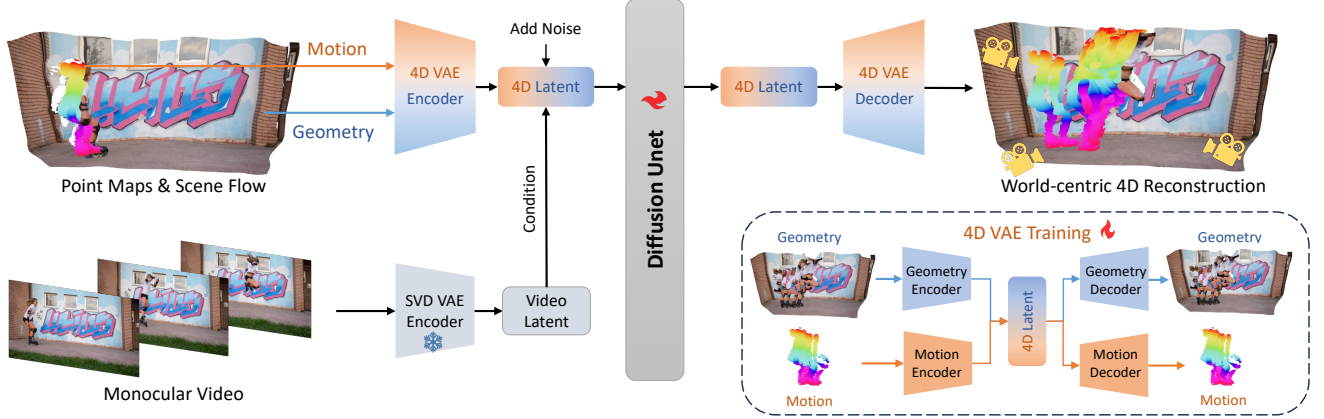 Motion
Geometry
Point Maps & Scene Flow
4D VAE
Encoder
Add Noise
4D Latent
Condition
Diffusion Unet
4D Latent
4D VAE
Decoder
World-centric 4D Reconstruction
Monocular Video
SVD VAE
Encoder
Video
Latent
4D VAE Training
Geometry
Geometry
Encoder
Motion
Motion
Encoder
4D Latent
Geometry
Decoder
Motion
Decoder
Geometry
Motion